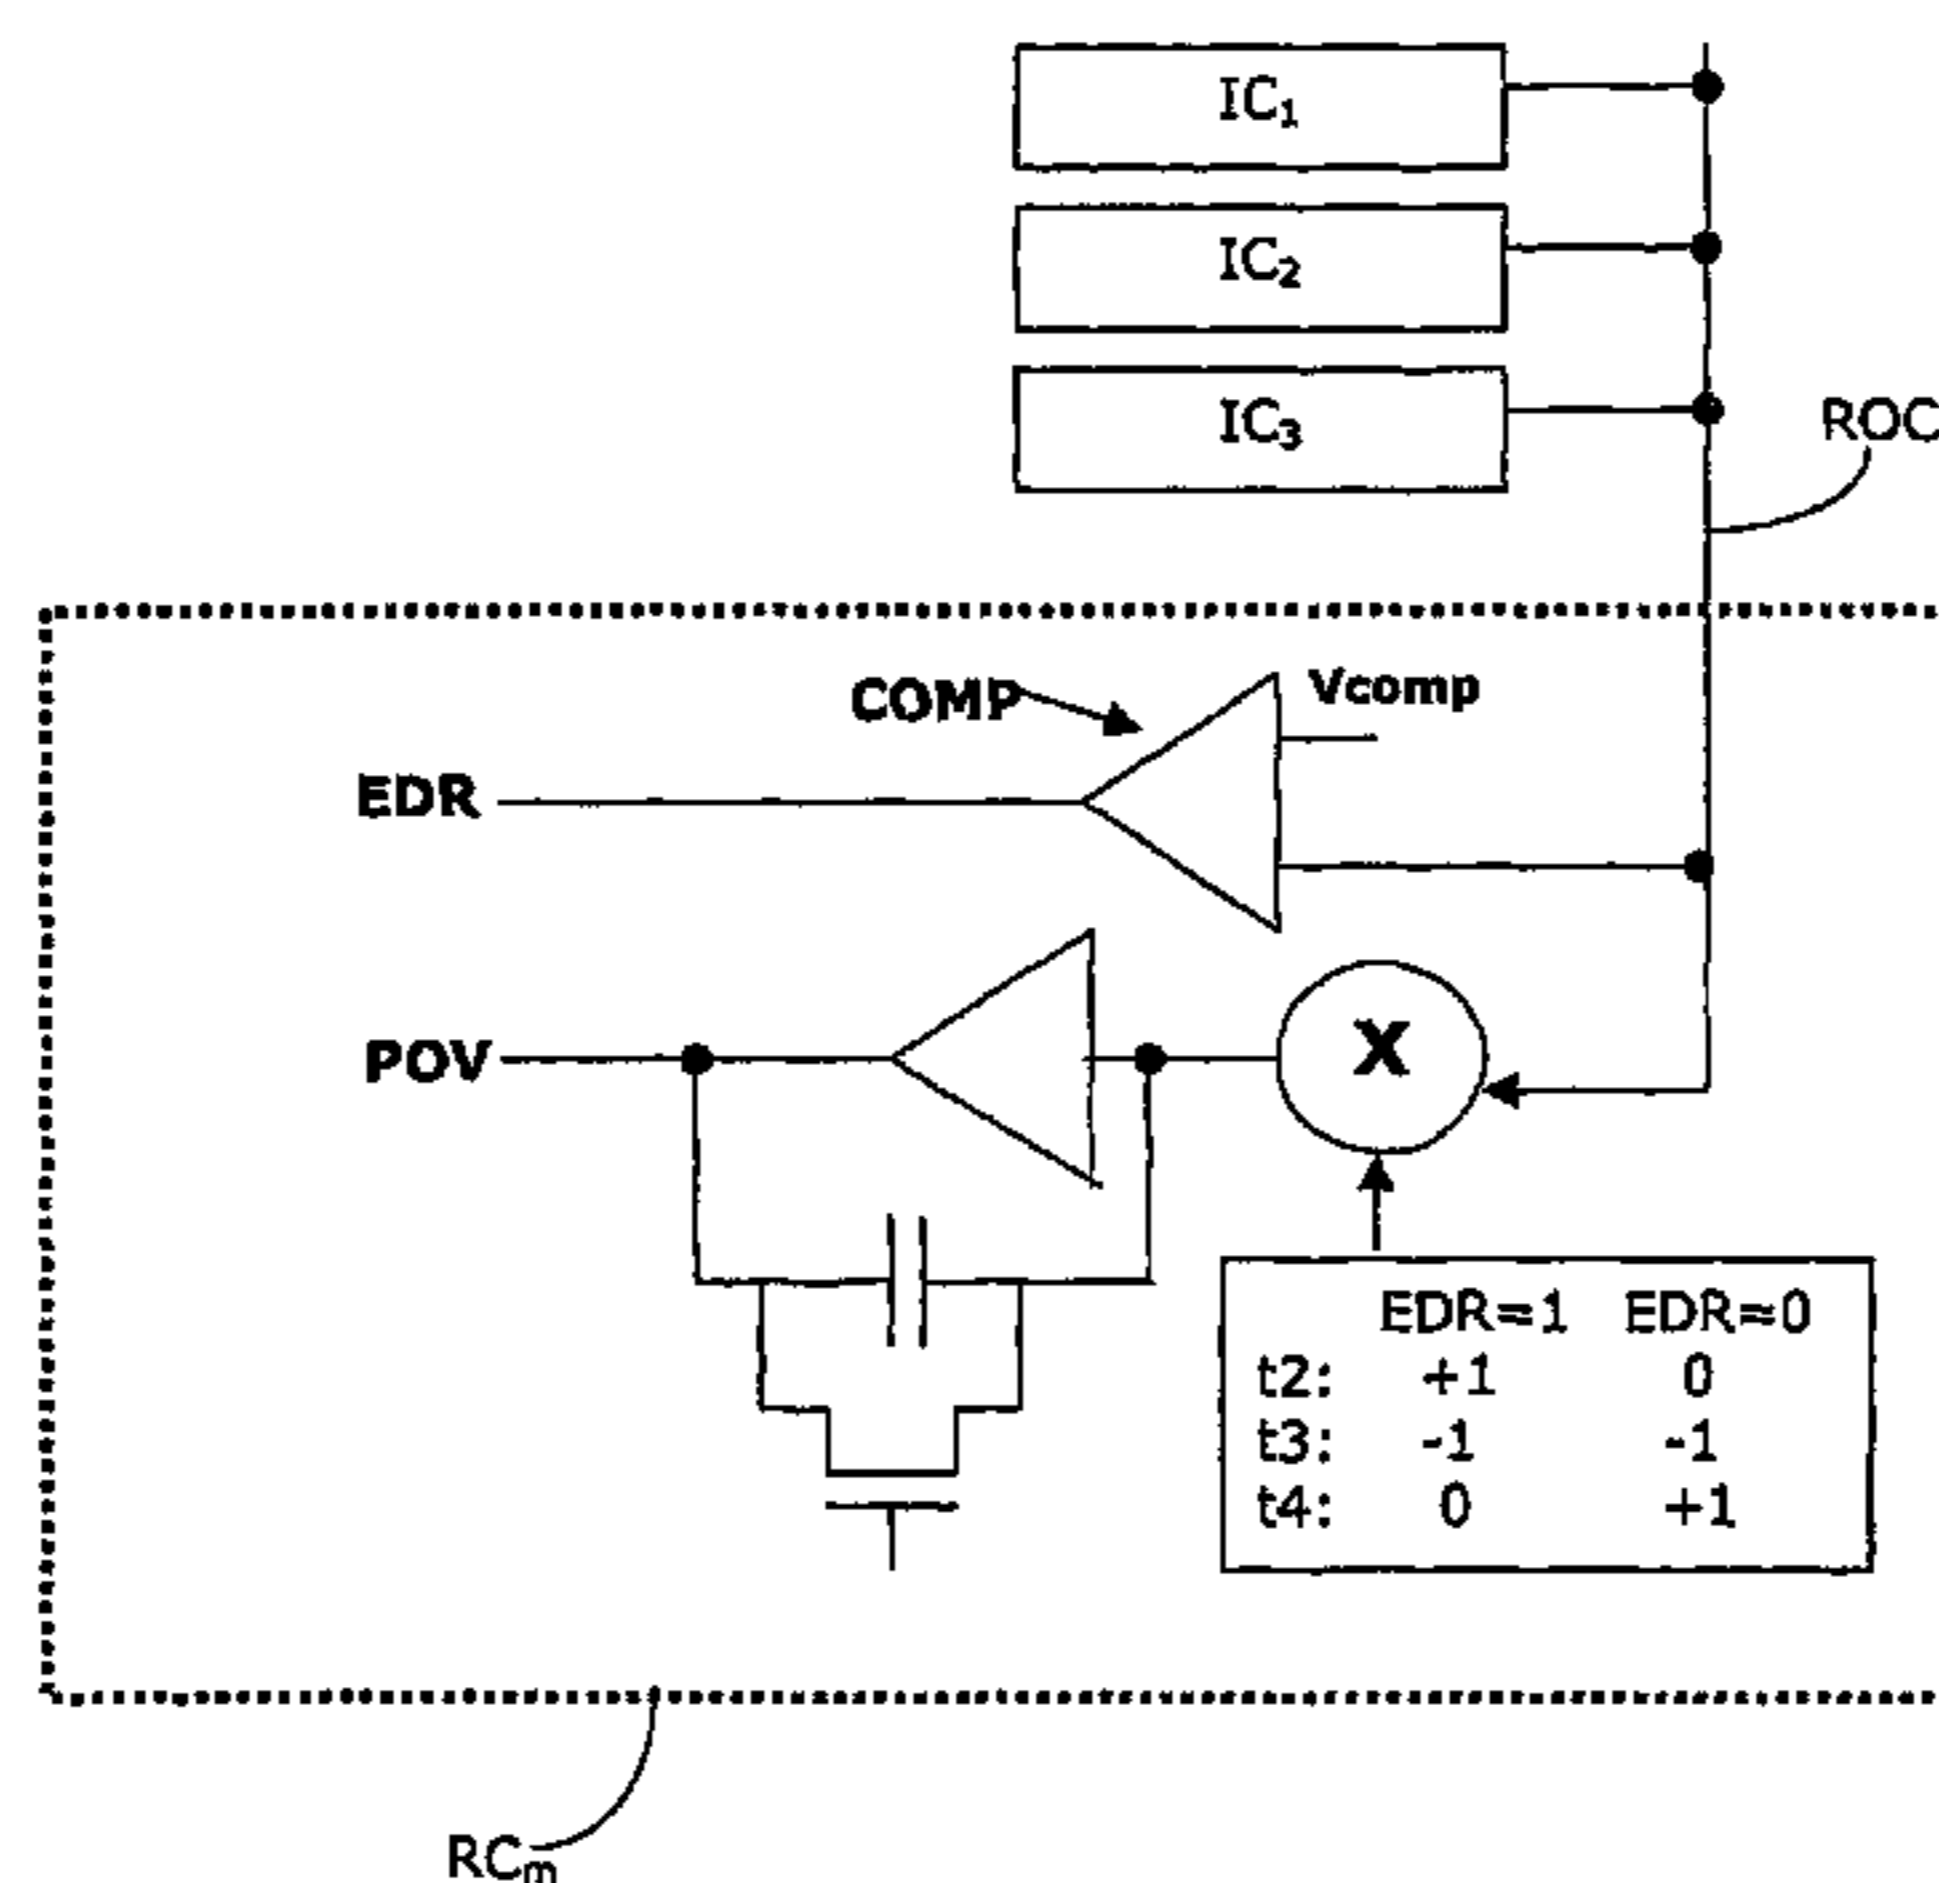 IC₁
IC₂
IC₃
ROC
COMP
Vcomp
EDR
POV
X
EDR=1 EDR=0
t2: +1 0
t3: -1 -1
t4: 0 +1
RCm